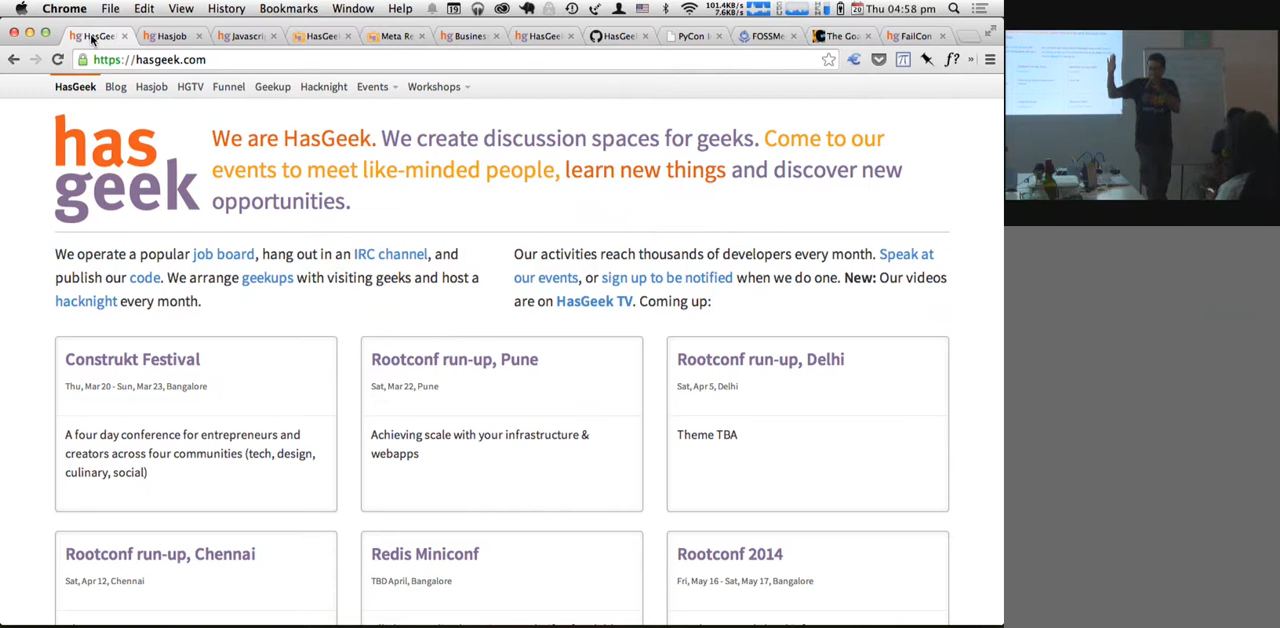 Chrome File Edit View History Bookmarks Window Help
19
101.4KB/s
7.6KB/s
20 Thu 04:58 pm
hg HasGee
hg Hasjob
hg Javascri
HasGee
Meta Re
hg Busines
hg HasGee
HasGee
PyCon I
FOSSMe
The Goa
hg FailCon
https://hasgeek.com
HasGeek Blog Hasjob HGTV Funnel Geekup Hacknight Events Workshops
has
geek
We are HasGeek. We create discussion spaces for geeks. Come to our
events to meet like-minded people, learn new things and discover new
opportunities.
We operate a popular job board, hang out in an IRC channel, and
publish our code. We arrange geekups with visiting geeks and host a
hacknight every month.
Our activities reach thousands of developers every month. Speak at
our events, or sign up to be notified when we do one. New: Our videos
are on HasGeek TV. Coming up:
Construkt Festival
Thu, Mar 20 - Sun, Mar 23, Bangalore
A four day conference for entrepreneurs and
creators across four communities (tech, design,
culinary, social)
Rootconf run-up, Pune
Sat, Mar 22, Pune
Achieving scale with your infrastructure &
webapps
Rootconf run-up, Delhi
Sat, Apr 5, Delhi
Theme TBA
Rootconf run-up, Chennai
Sat, Apr 12, Chennai
Redis Miniconf
TBD April, Bangalore
Rootconf 2014
Fri, May 16 - Sat, May 17, Bangalore